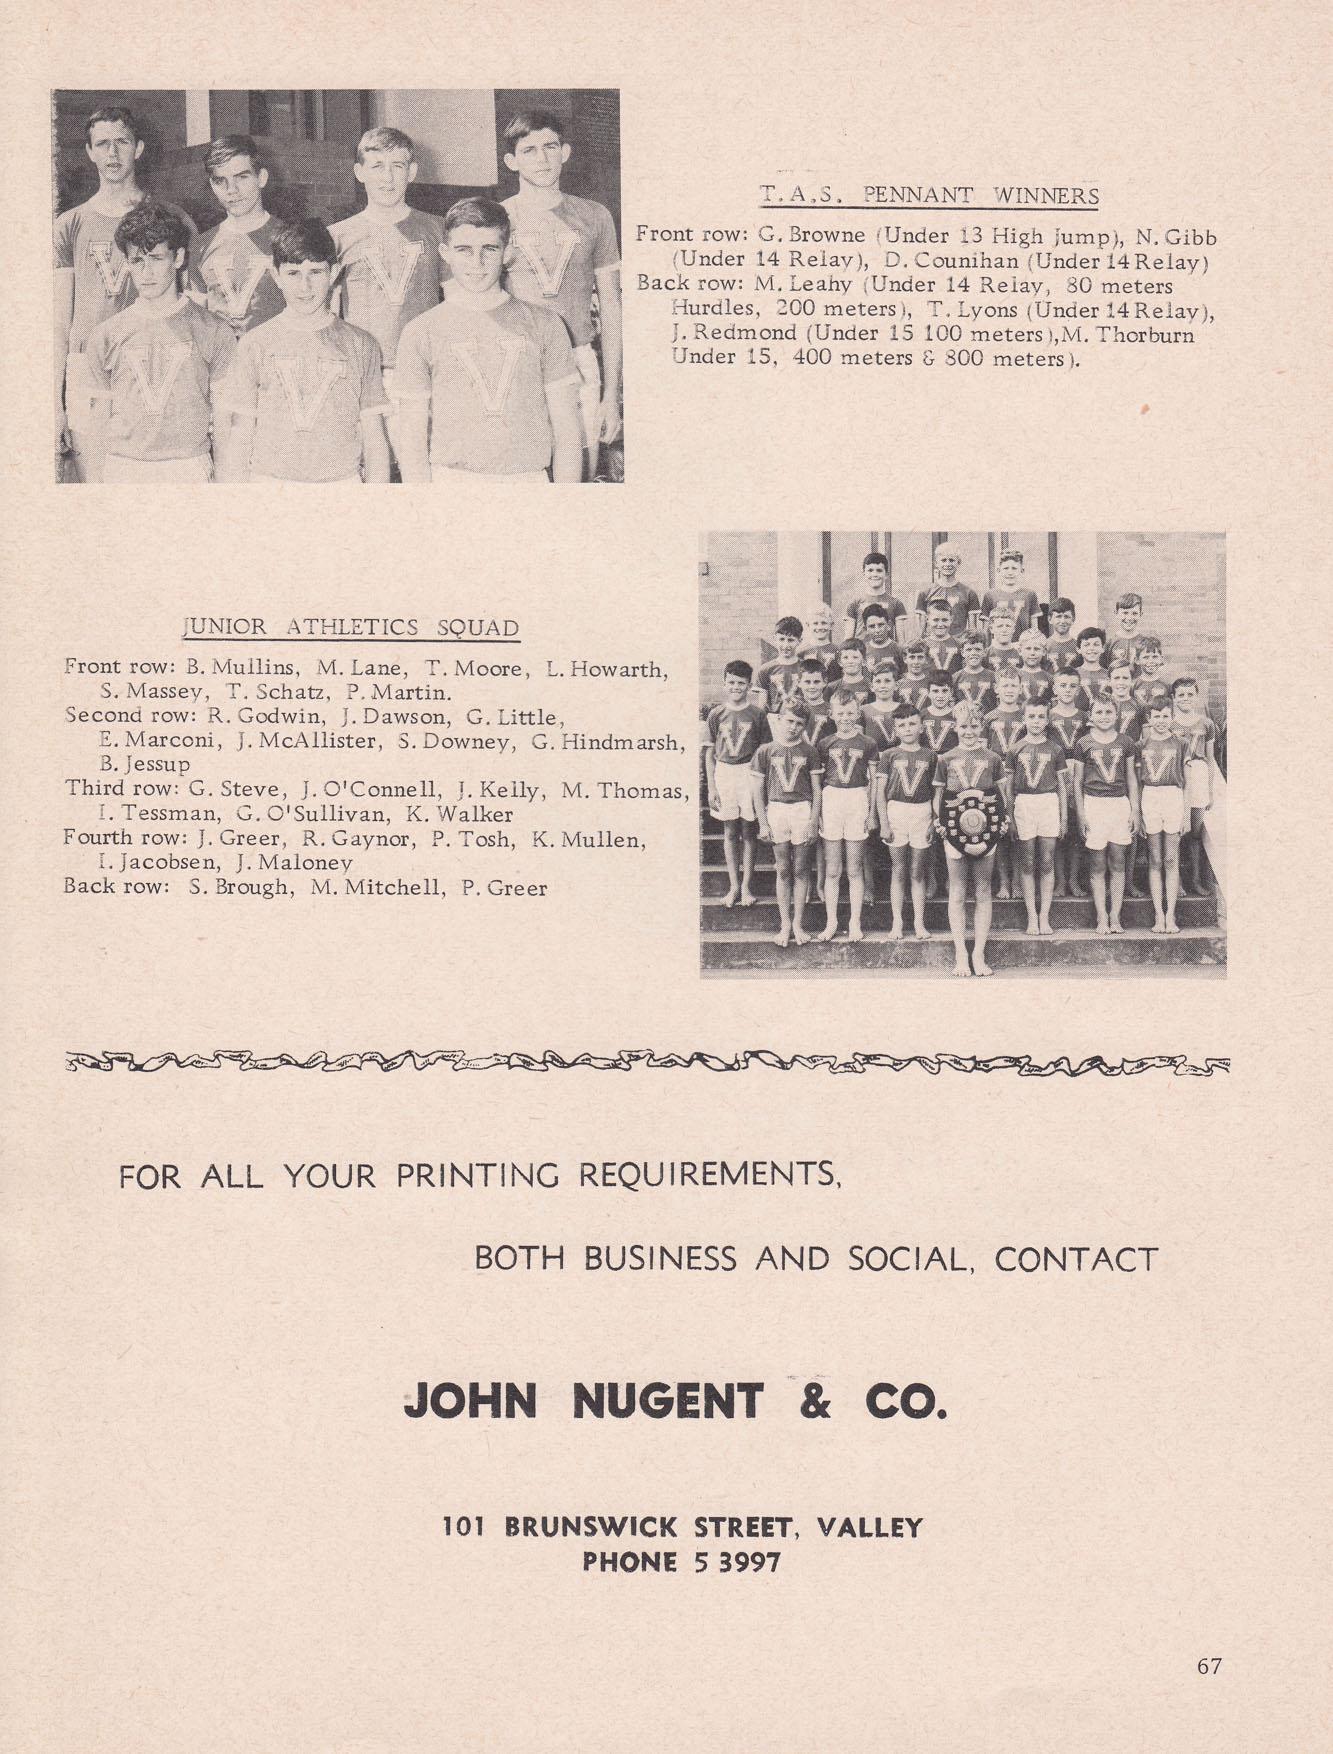 T.A.S. PENNANT WINNERS
Front row: G. Browne (Under 13 High Jump), N. Gibb
(Under 14 Relay), D. Counihan (Under 14 Relay)
Back row: M. Leahy (Under 14 Relay, 80 meters
Hurdles, 200 meters), T. Lyons (Under 14 Relay),
J. Redmond (Under 15 100 meters), M. Thorburn
Under 15, 400 meters & 800 meters).
JUNIOR ATHLETICS SQUAD
Front row: B. Mullins, M. Lane, T. Moore, L. Howarth,
S. Massey, T. Schatz, P. Martin.
Second row: R. Godwin, J. Dawson, G. Little,
E. Marconi, J. McAllister, S. Downey, G. Hindmarsh,
B. Jessup
Third row: G. Steve, J. O'Connell, J. Kelly, M. Thomas,
I. Tessman, G. O'Sullivan, K. Walker
Fourth row: J. Greer, R. Gaynor, P. Tosh, K. Mullen,
I. Jacobsen, J. Maloney
Back row: S. Brough, M. Mitchell, P. Greer
FOR ALL YOUR PRINTING REQUIREMENTS,
BOTH BUSINESS AND SOCIAL, CONTACT
JOHN NUGENT & CO.
101 BRUNSWICK STREET, VALLEY
PHONE 5 3997
67